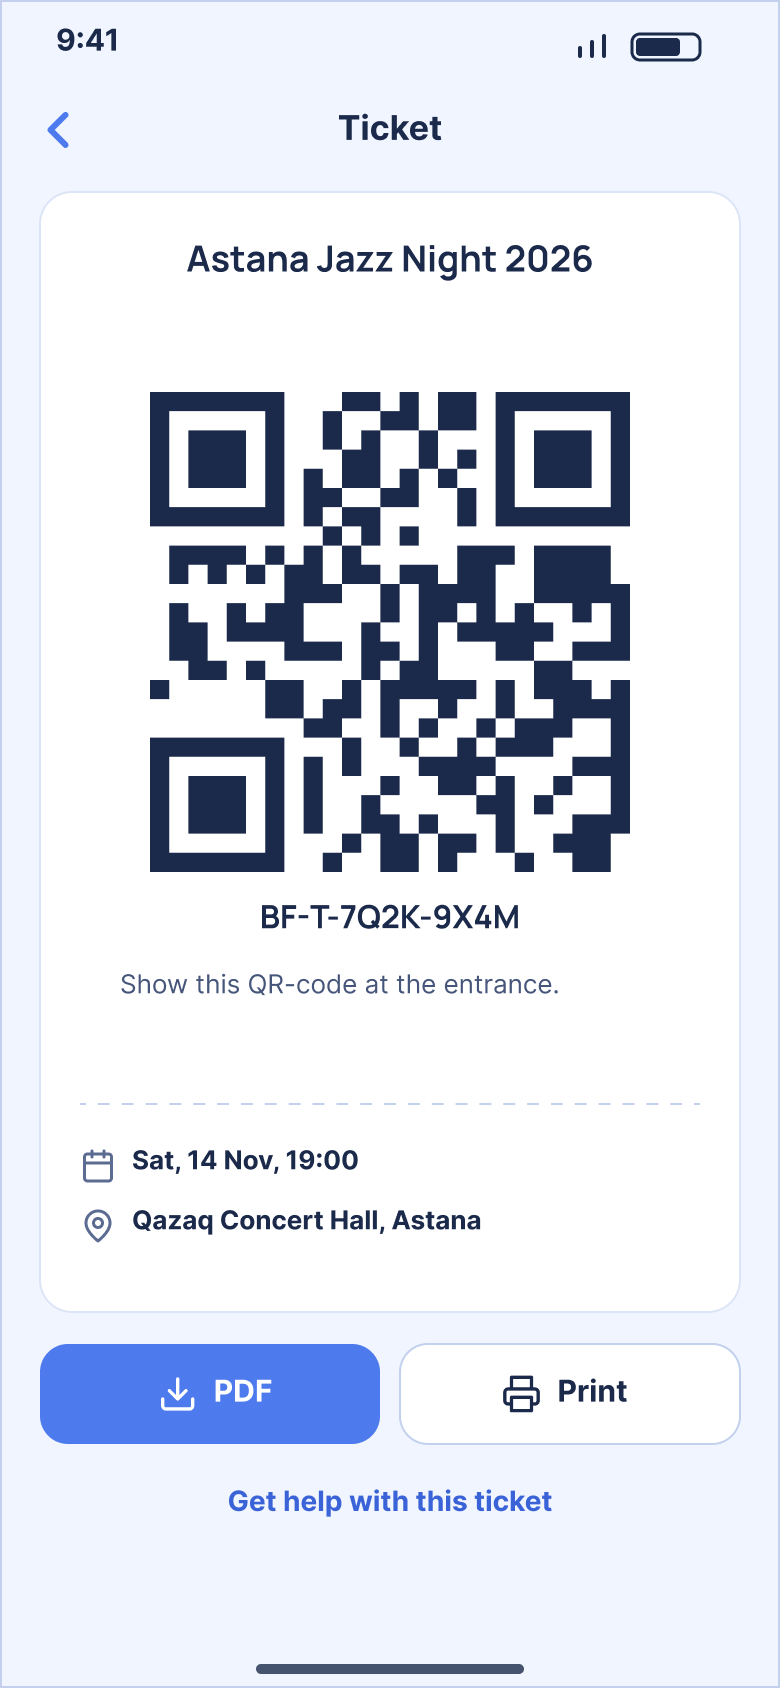 9:41
Ticket
Astana Jazz Night 2026
BF-T-7Q2K-9X4M
Show this QR-code at the entrance.
Sat, 14 Nov, 19:00
Qazaq Concert Hall, Astana
PDF
Print
Get help with this ticket